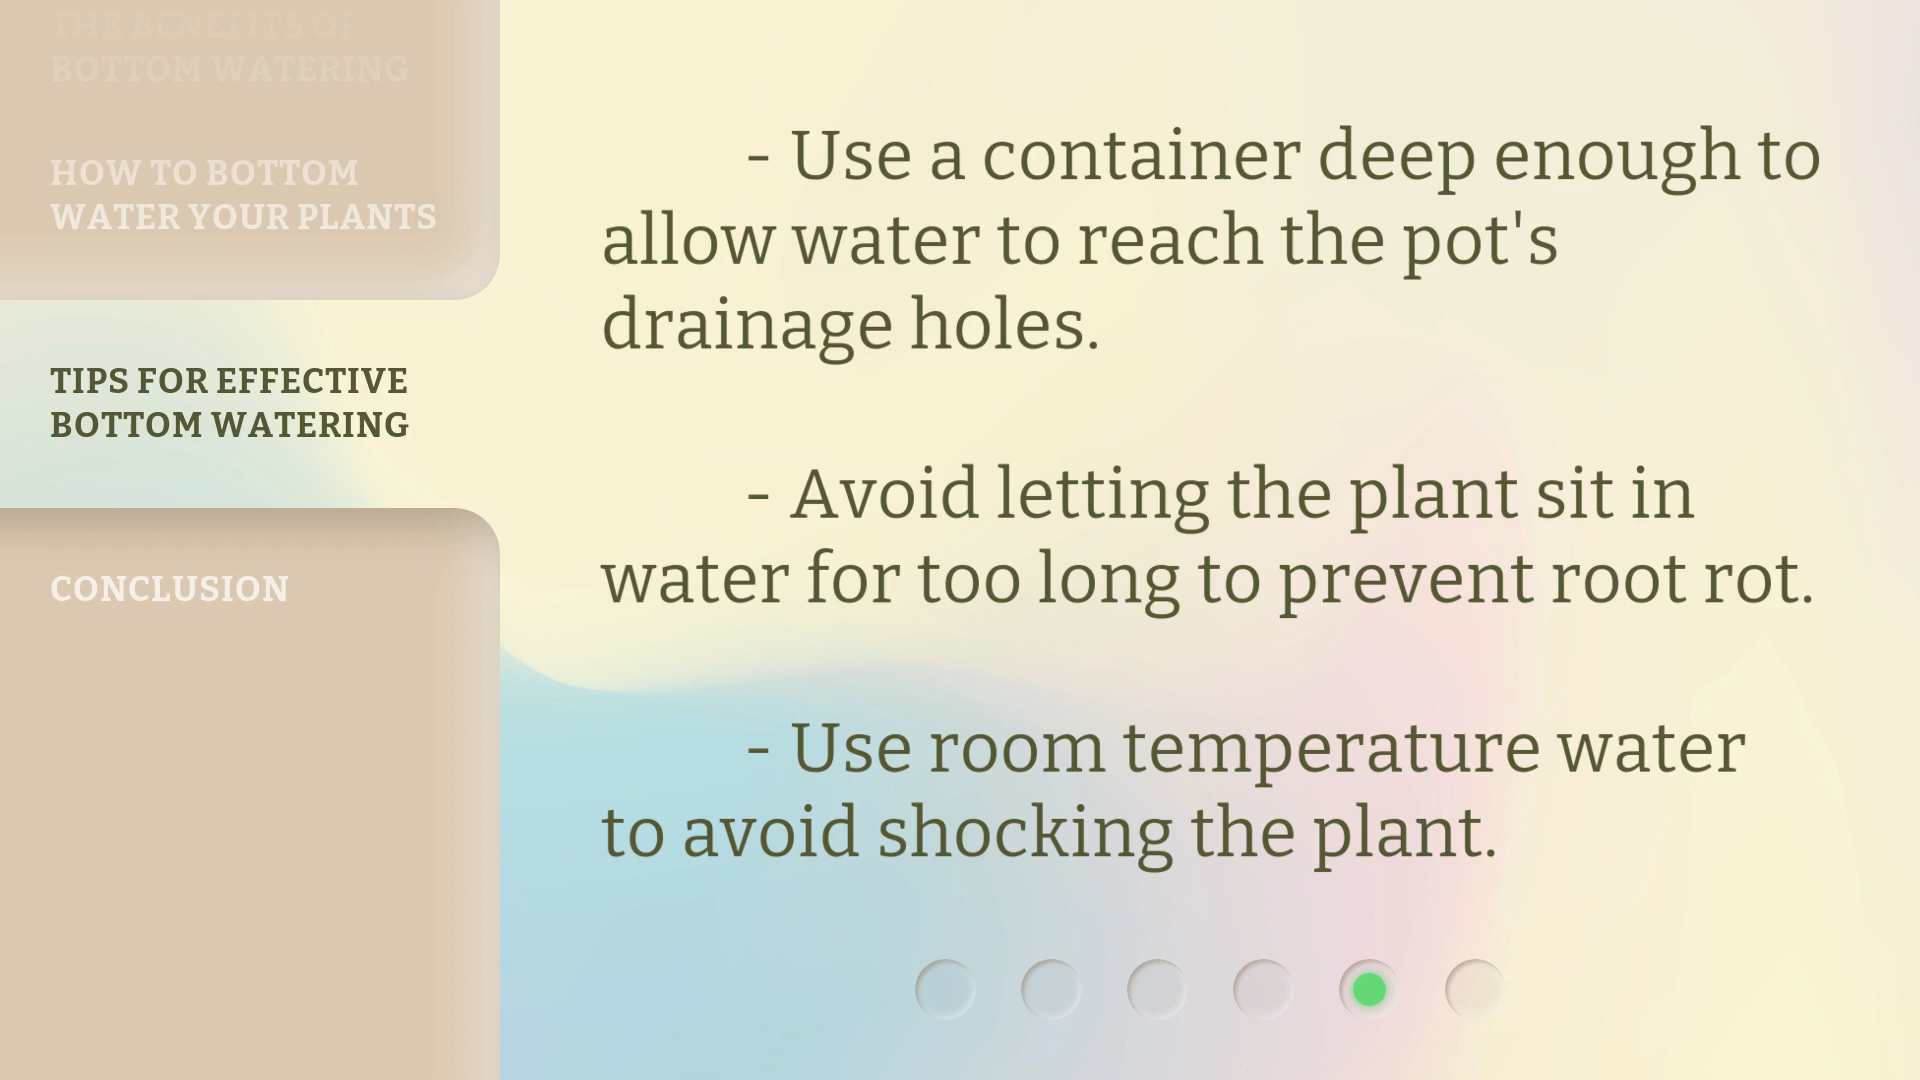 THE BENEFITS OF
BOTTOM WATERING
HOW TO BOTTOM
WATER YOUR PLANTS
TIPS FOR EFFECTIVE
BOTTOM WATERING
CONCLUSION
- Use a container deep enough to
allow water to reach the pot's
drainage holes.
- Avoid letting the plant sit in
water for too long to prevent root rot.
- Use room temperature water
to avoid shocking the plant.